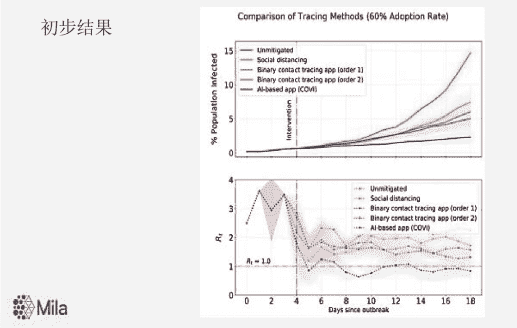 初步结果
Comparison of Tracing Methods (60% Adoption Rate)
% Population Infected
15
10
5
0
Unmitigated
Social distancing
Binary contact tracing app (order 1)
Binary contact tracing app (order 2)
AI-based app (COVI)
Intervention
Rt
4
3
2
1
0
Unmitigated
Social distancing
Binary contact tracing app (order 1)
Binary contact tracing app (order 2)
AI-based app (COVI)
Rt = 1.0
0 2 4 6 8 10 12 14 16 18
Days since outbreak
Mila